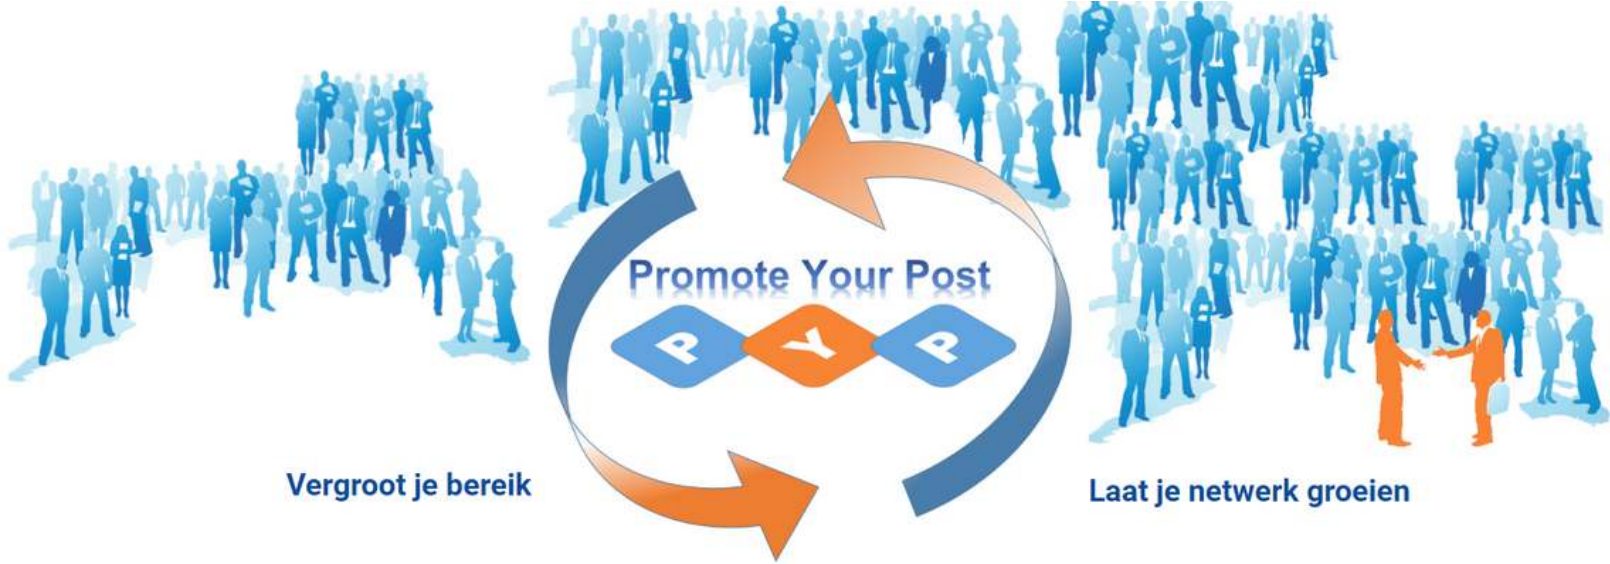 Promote Your Post
P Y P
Vergroot je bereik
Laat je netwerk groeien